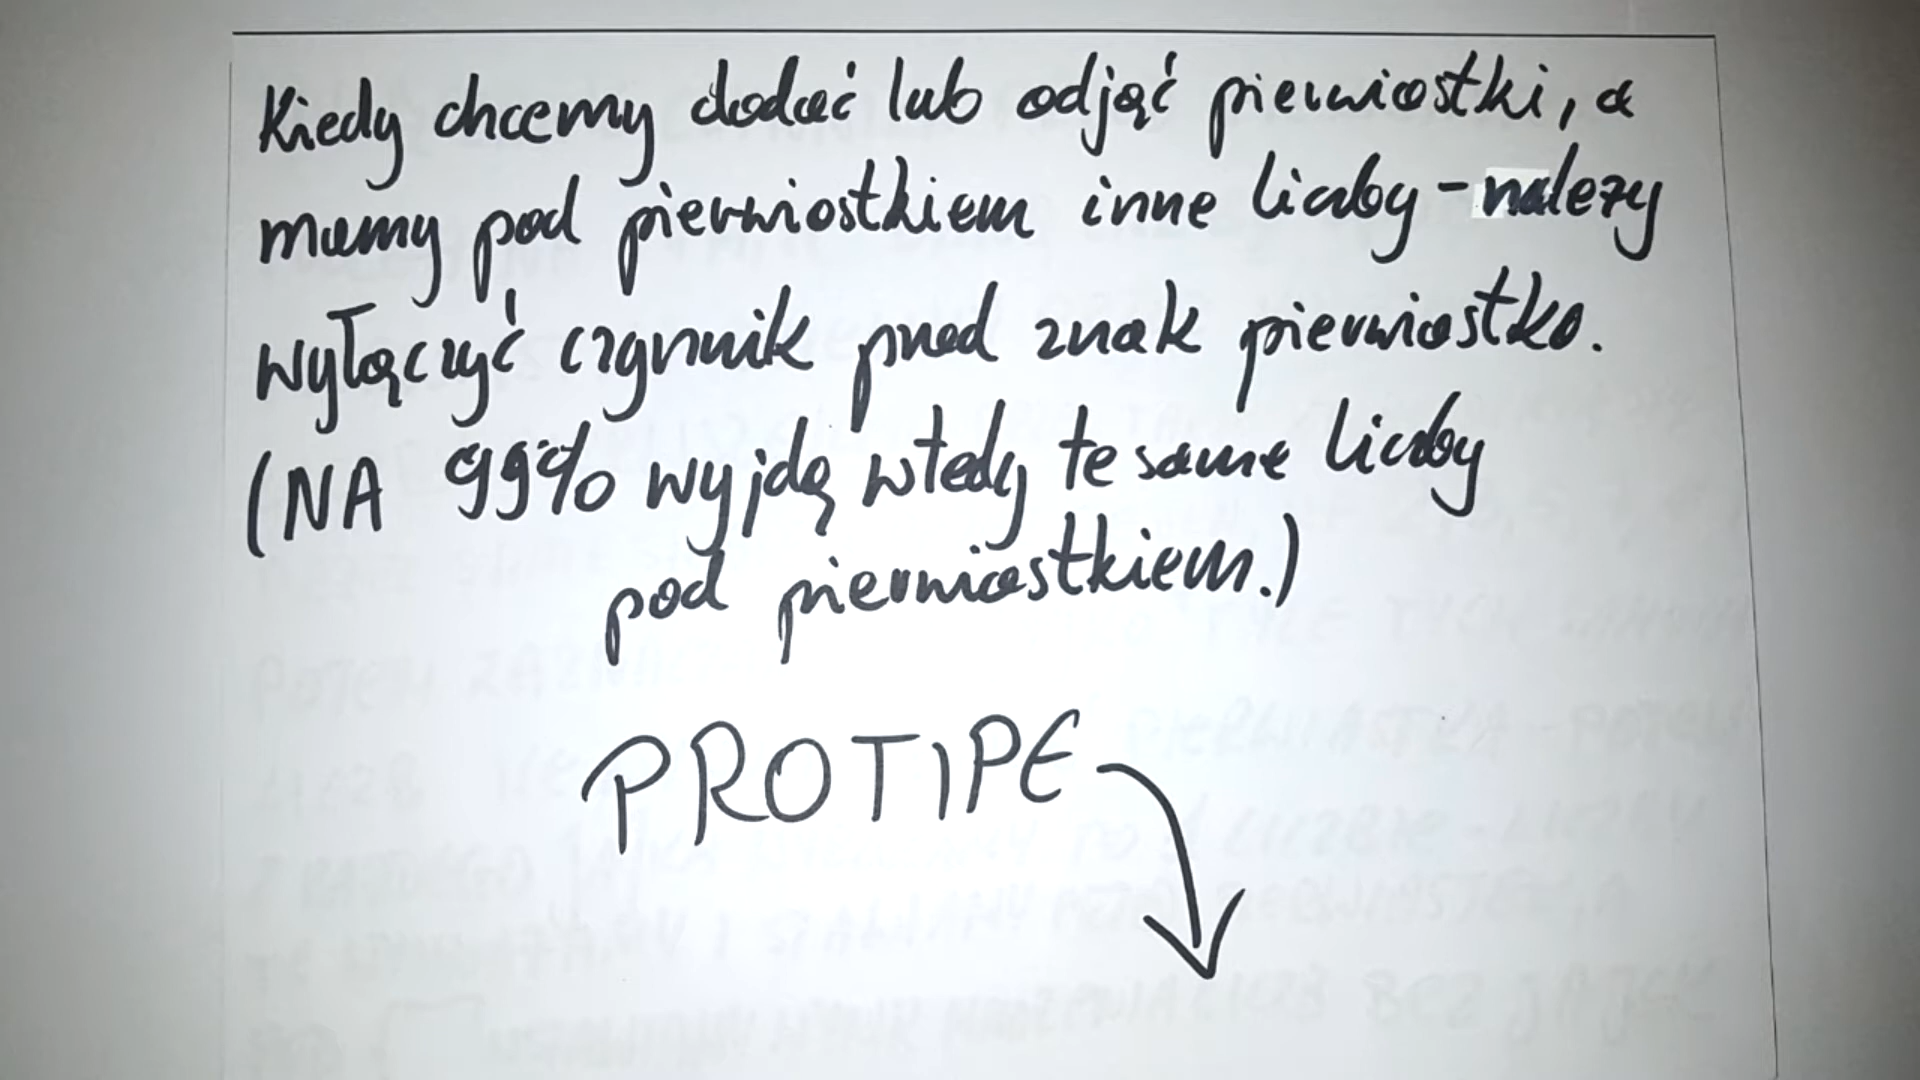 Kiedy chcemy dodać lub odjąć pierwiastki, a
mamy pod pierwiastkiem inne liczby - należy
wyłączyć czynnik przed znak pierwiastka.
(NA 99% wyjdą wtedy te same liczby
pod pierwiastkiem.)
PROTIPE